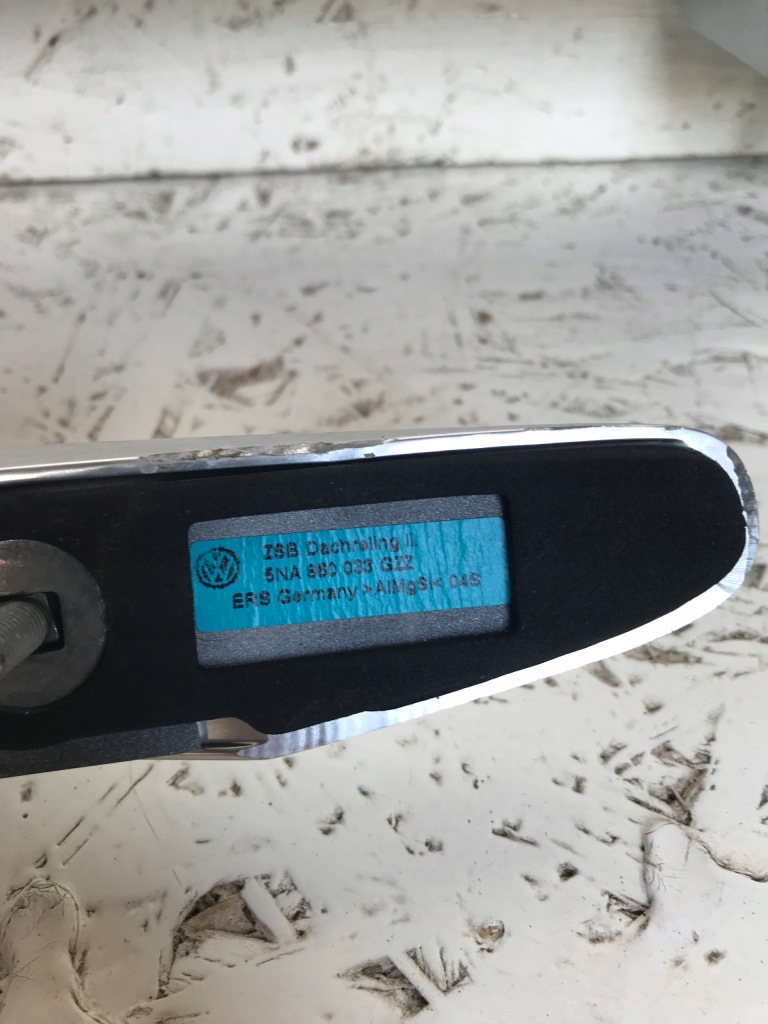 ZSB Dachreling li
5NA 860 033 GZZ
ERS Germany >AlMgSi< 04S